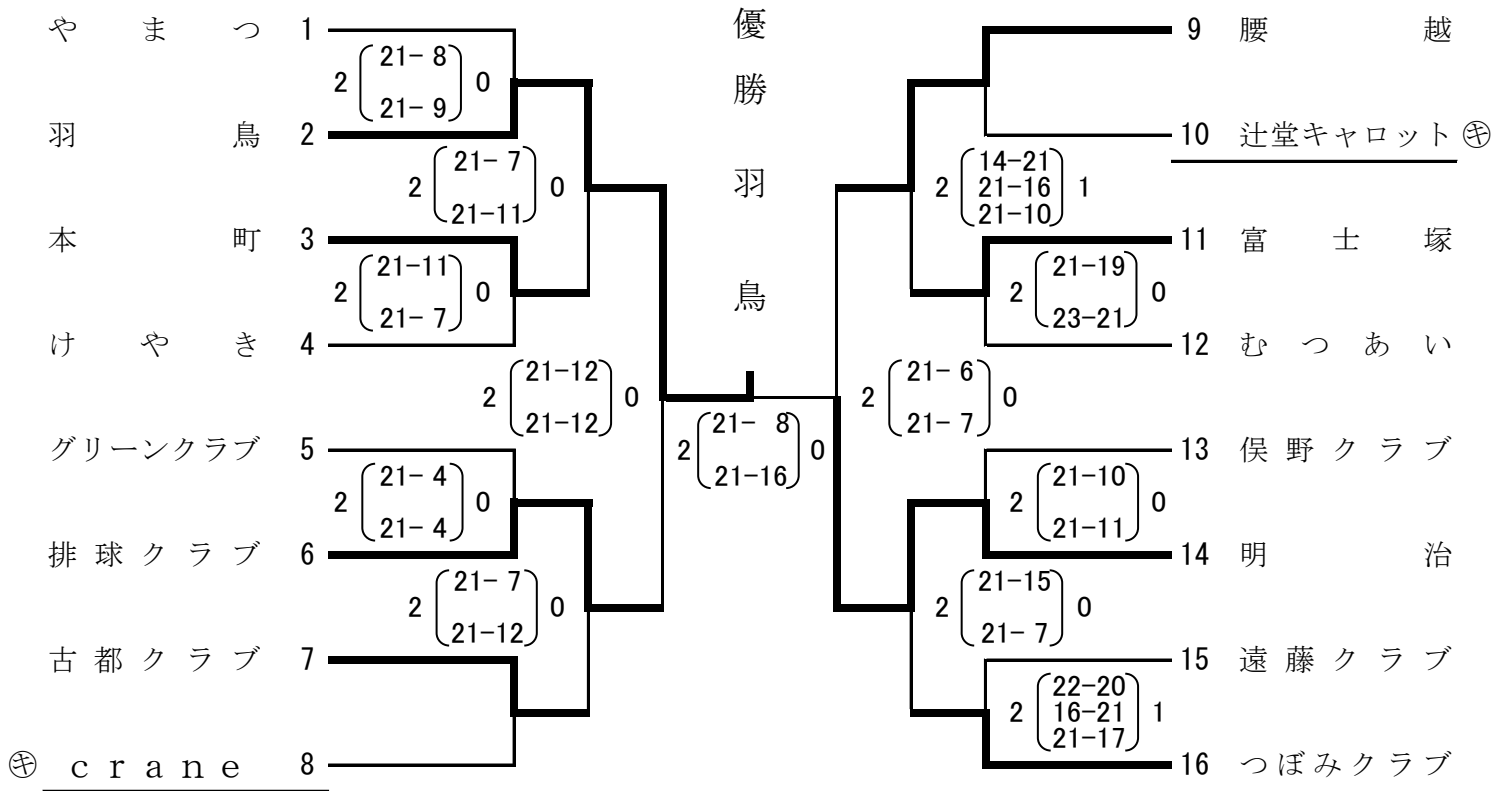 優勝 羽鳥
やまつ 1
2 21- 8 0
21- 9
羽鳥 2
2 21- 7 0
21-11
本町 3
2 21-11 0
21- 7
けやき 4
2 21-12 0
21-12
グリーンクラブ 5
2 21- 4 0
21- 4
排球クラブ 6
2 21- 7 0
21-12
古都クラブ 7
㋖ crane 8
2 21- 8 0
21-16
9 腰越
10 辻堂キャロット ㋖
2 14-21 1
21-16
21-10
11 富士塚
2 21-19 0
23-21
12 むつあい
2 21- 6 0
21- 7
13 俣野クラブ
2 21-10 0
21-11
14 明治
2 21-15 0
21- 7
15 遠藤クラブ
2 22-20 1
16-21
21-17
16 つぼみクラブ